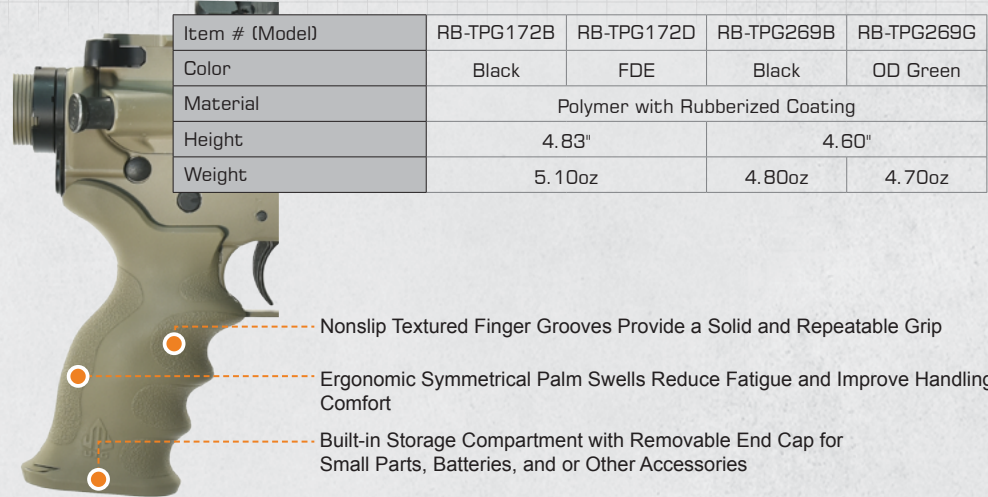 Item # (Model) RB-TPG172B RB-TPG172D RB-TPG269B RB-TPG269G
Color Black FDE Black OD Green
Material Polymer with Rubberized Coating
Height 4.83" 4.60"
Weight 5.10oz 4.80oz 4.70oz
Nonslip Textured Finger Grooves Provide a Solid and Repeatable Grip
Ergonomic Symmetrical Palm Swells Reduce Fatigue and Improve Handling
Comfort
Built-in Storage Compartment with Removable End Cap for
Small Parts, Batteries, and or Other Accessories